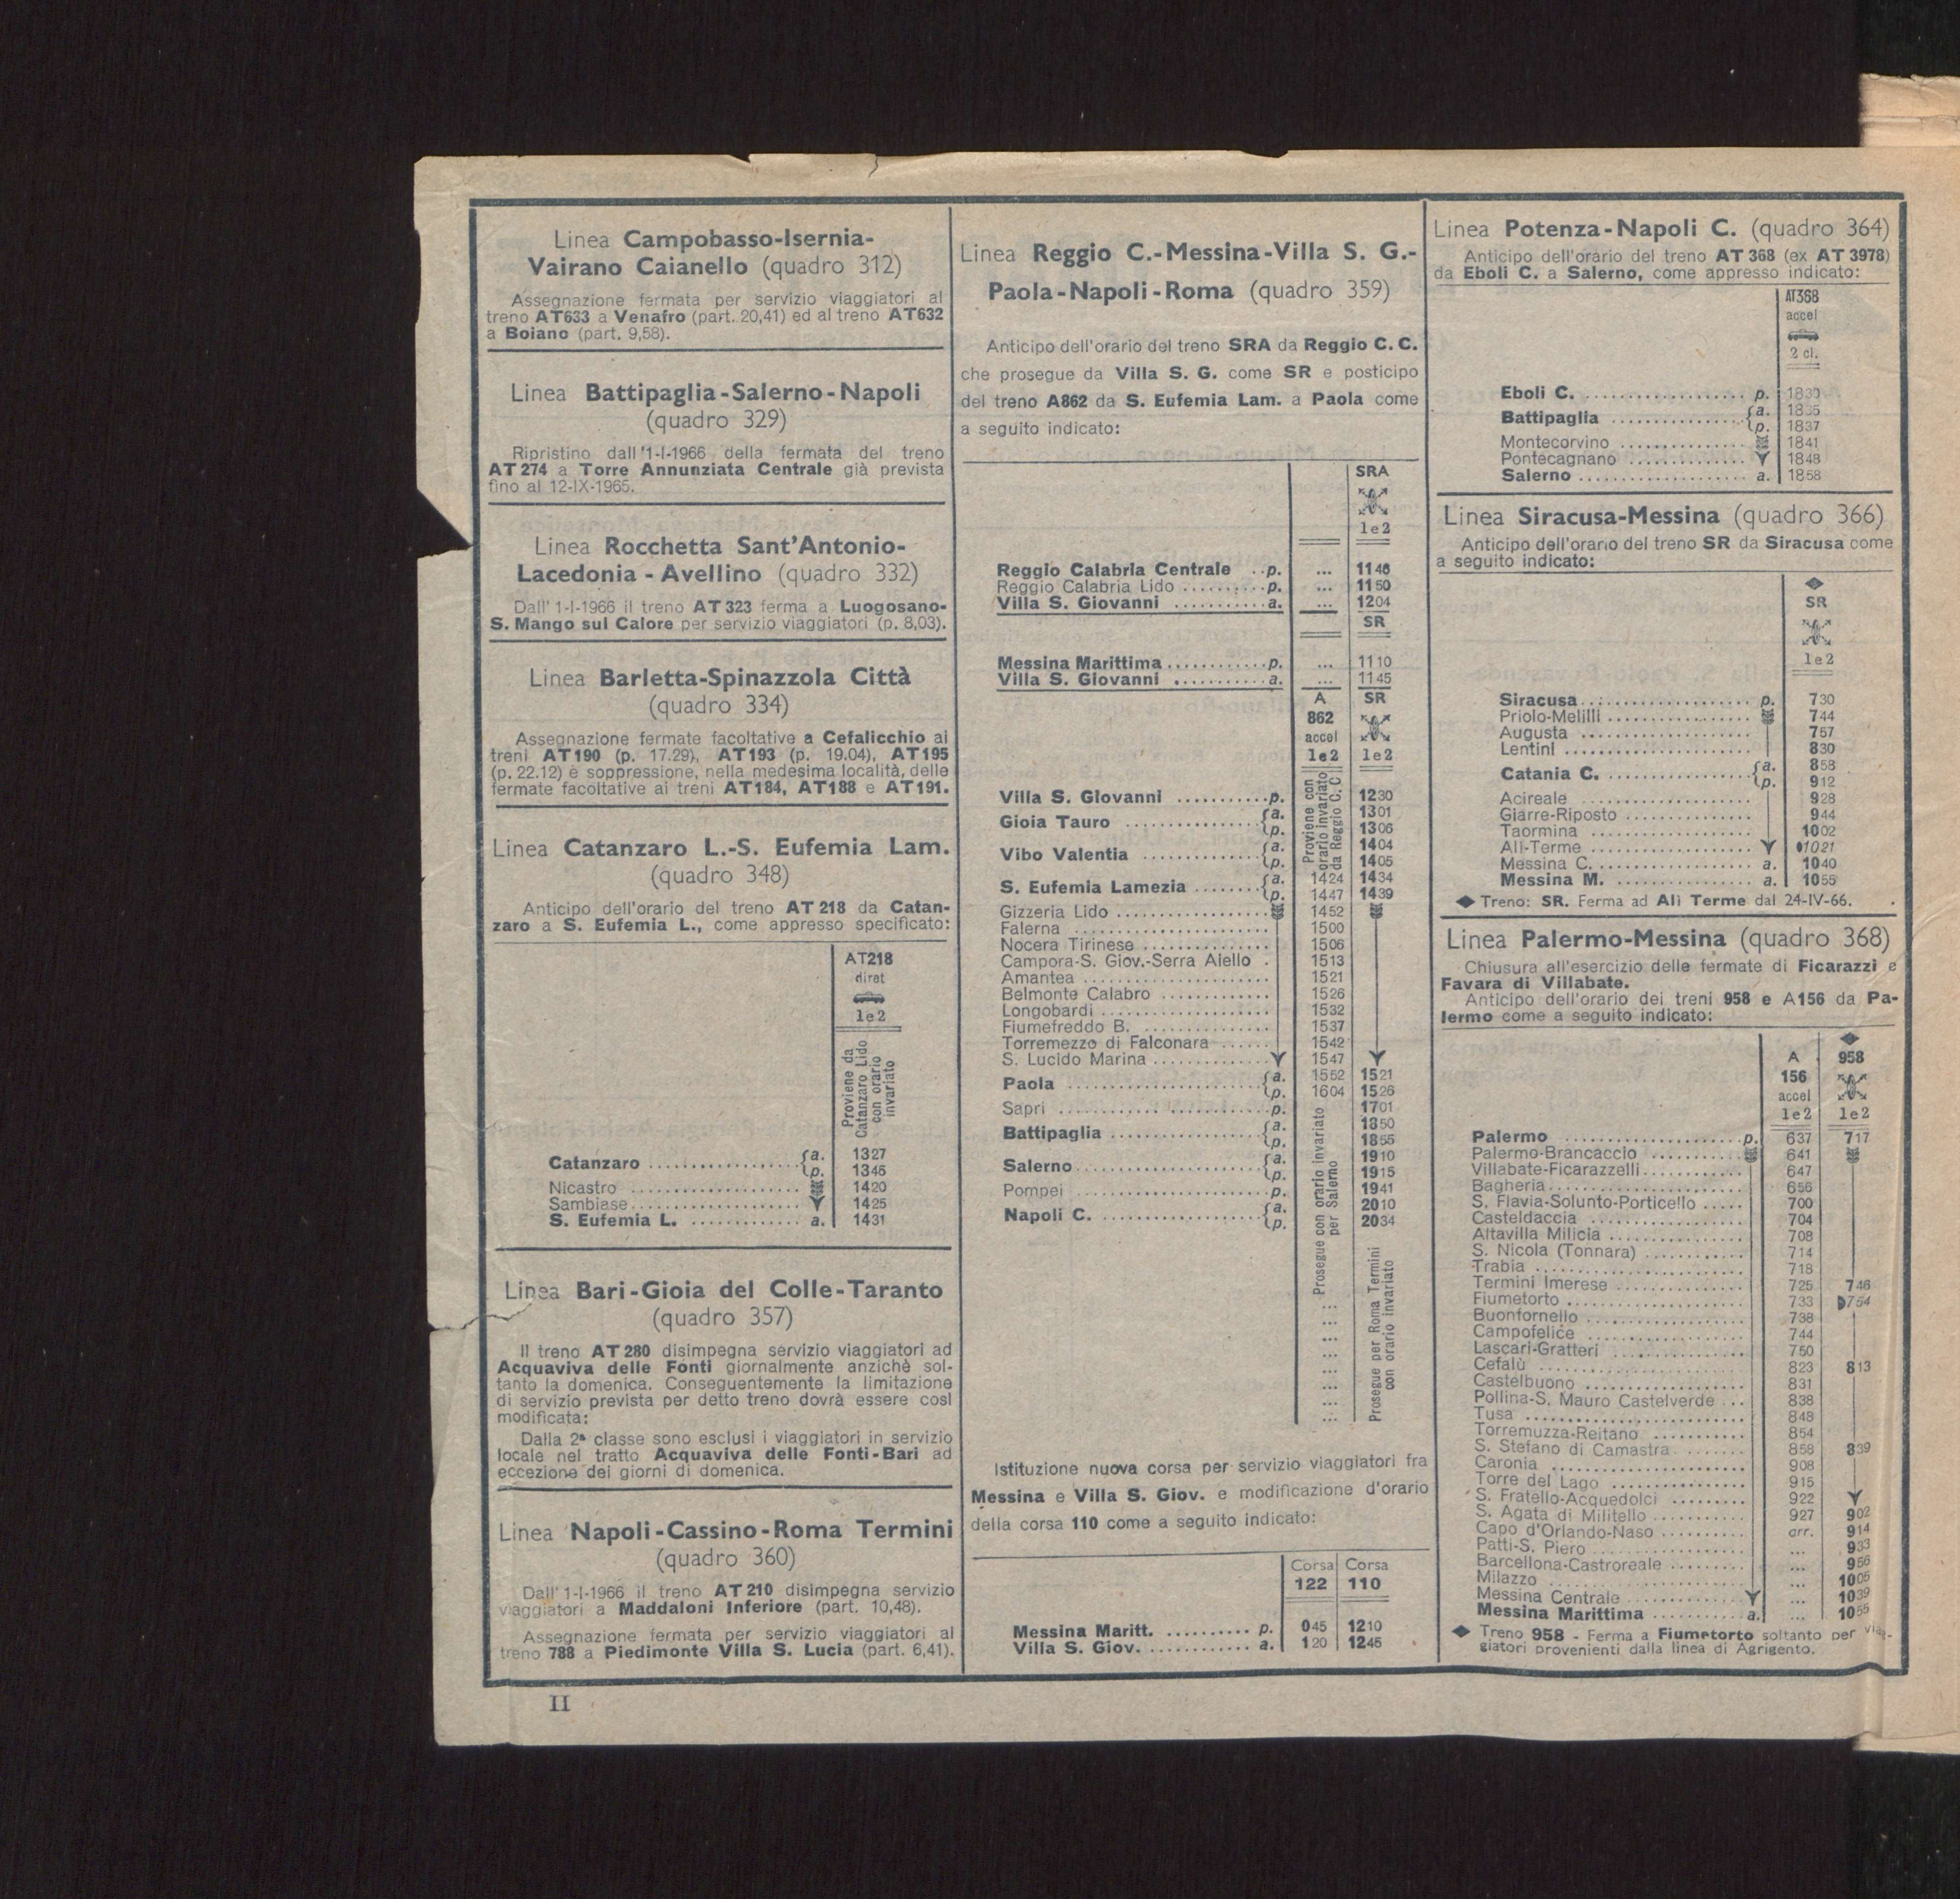 Linea Campobasso-Isernia-
Vairano Caianello (quadro 312)
Assegnazione fermata per servizio viaggiatori al
treno AT633 a Venafro (part. 20,41) ed al treno AT632
a Boiano (part. 9,58).
Linea Battipaglia-Salerno-Napoli
(quadro 329)
Ripristino dall'1-I-1966 della fermata del treno
AT 274 a Torre Annunziata Centrale già prevista
fino al 12-IX-1965.
Linea Rocchetta Sant'Antonio-
Lacedonia - Avellino (quadro 332)
Dall' 1-I-1966 il treno AT 323 ferma a Luogosano-
S. Mango sul Calore per servizio viaggiatori (p. 8,03).
Linea Barletta-Spinazzola Città
(quadro 334)
Assegnazione fermate facoltative a Cefalicchio ai
treni AT190 (p. 17.29), AT193 (p. 19.04), AT195
(p. 22.12) e soppressione, nella medesima località, delle
fermate facoltative ai treni AT184, AT188 e AT191.
Linea Catanzaro L.-S. Eufemia Lam.
(quadro 348)
Anticipo dell'orario del treno AT 218 da Catan-
zaro a S. Eufemia L., come appresso specificato:
AT218
diret
1e2
Proviene da
Catanzaro Lido
con orario
invariato
Catanzaro a. 1327
p. 1346
Nicastro 1420
Sambiase 1425
S. Eufemia L. a. 1431
Linea Bari-Gioia del Colle-Taranto
(quadro 357)
Il treno AT 280 disimpegna servizio viaggiatori ad
Acquaviva delle Fonti giornalmente anzichè sol-
tanto la domenica. Conseguentemente la limitazione
di servizio prevista per detto treno dovrà essere così
modificata:
Dalla 2ª classe sono esclusi i viaggiatori in servizio
locale nel tratto Acquaviva delle Fonti-Bari ad
eccezione dei giorni di domenica.
Linea Napoli-Cassino-Roma Termini
(quadro 360)
Dall' 1-I-1966 il treno AT 210 disimpegna servizio
viaggiatori a Maddaloni Inferiore (part. 10,48).
Assegnazione fermata per servizio viaggiatori al
treno 788 a Piedimonte Villa S. Lucia (part. 6,41).
II
Linea Reggio C.-Messina-Villa S. G.-
Paola-Napoli-Roma (quadro 359)
Anticipo dell'orario del treno SRA da Reggio C. C.
che prosegue da Villa S. G. come SR e posticipo
del treno A862 da S. Eufemia Lam. a Paola come
a seguito indicato:
SRA
1e2
Reggio Calabria Centrale p. ... 1146
Reggio Calabria Lido p. ... 1150
Villa S. Giovanni a. ... 1204
SR
Messina Marittima p. ... 1110
Villa S. Giovanni a. ... 1145
A SR
862
accel
1e2 1e2
Proviene con
orario invariato
da Reggio C. C
Villa S. Giovanni p. 1230
Gioia Tauro a. 1301
p. 1306
Vibo Valentia a. 1404
p. 1405
S. Eufemia Lamezia a. 1424 1434
p. 1447 1439
Gizzeria Lido 1452
Falerna 1500
Nocera Tirinese 1506
Campora-S. Giov.-Serra Aiello 1513
Amantea 1521
Belmonte Calabro 1526
Longobardi 1532
Fiumefreddo B. 1537
Torremezzo di Falconara 1542
S. Lucido Marina 1547
Paola a. 1552 1521
p. 1604 1526
Sapri p. 1701
Battipaglia a. 1850
p. 1855
Salerno a. 1910
p. 1915
Pompei p. 1941
Napoli C. a. 2010
p. 2034
Prosegue con orario invariato
per Salerno
Prosegue per Roma Termini
con orario invariato
Istituzione nuova corsa per servizio viaggiatori fra
Messina e Villa S. Giov. e modificazione d'orario
della corsa 110 come a seguito indicato:
Corsa Corsa
122 110
Messina Maritt. p. 045 1210
Villa S. Giov. a. 120 1245
Linea Potenza-Napoli C. (quadro 364)
Anticipo dell'orario del treno AT 368 (ex AT 3978)
da Eboli C. a Salerno, come appresso indicato:
AT368
accel
2 cl.
Eboli C. p. 1830
Battipaglia a. 1835
p. 1837
Montecorvino 1841
Pontecagnano 1848
Salerno a. 1858
Linea Siracusa-Messina (quadro 366)
Anticipo dell'orario del treno SR da Siracusa come
a seguito indicato:
◆
SR
1e2
Siracusa p. 730
Priolo-Melilli 744
Augusta 757
Lentini 830
Catania C. a. 858
p. 912
Acireale 928
Giarre-Riposto 944
Taormina 1002
Alì-Terme 1021
Messina C. a. 1040
Messina M. a. 1055
◆ Treno: SR. Ferma ad Alì Terme dal 24-IV-66.
Linea Palermo-Messina (quadro 368)
Chiusura all'esercizio delle fermate di Ficarazzi e
Favara di Villabate.
Anticipo dell'orario dei treni 958 e A156 da Pa-
lermo come a seguito indicato:
◆
A 958
156
accel
1e2 1e2
Palermo p. 637 717
Palermo-Brancaccio 641
Villabate-Ficarazzelli 647
Bagheria 656
S. Flavia-Solunto-Porticello 700
Casteldaccia 704
Altavilla Milicia 708
S. Nicola (Tonnara) 714
Trabia 718
Termini Imerese 725 746
Fiumetorto 733 754
Buonfornello 738
Campofelice 744
Lascari-Gratteri 750
Cefalù 823 813
Castelbuono 831
Pollina-S. Mauro Castelverde 838
Tusa 848
Torremuzza-Reitano 854
S. Stefano di Camastra 858 839
Caronia 908
Torre del Lago 915
S. Fratello-Acquedolci 922
S. Agata di Militello 927 902
Capo d'Orlando-Naso arr. 914
Patti-S. Piero ... 933
Barcellona-Castroreale ... 956
Milazzo ... 1005
Messina Centrale ... 1039
Messina Marittima a. ... 1055
◆ Treno 958 - Ferma a Fiumetorto soltanto per viag-
giatori provenienti dalla linea di Agrigento.